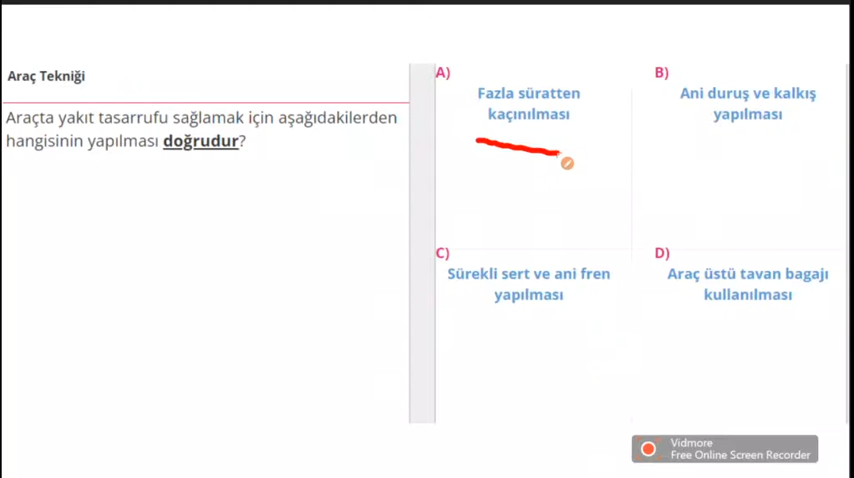 Araç Tekniği
Araçta yakıt tasarrufu sağlamak için aşağıdakilerden
hangisinin yapılması doğrudur?
A)
Fazla süratten
kaçınılması
B)
Ani duruş ve kalkış
yapılması
C)
Sürekli sert ve ani fren
yapılması
D)
Araç üstü tavan bagajı
kullanılması
Vidmore
Free Online Screen Recorder